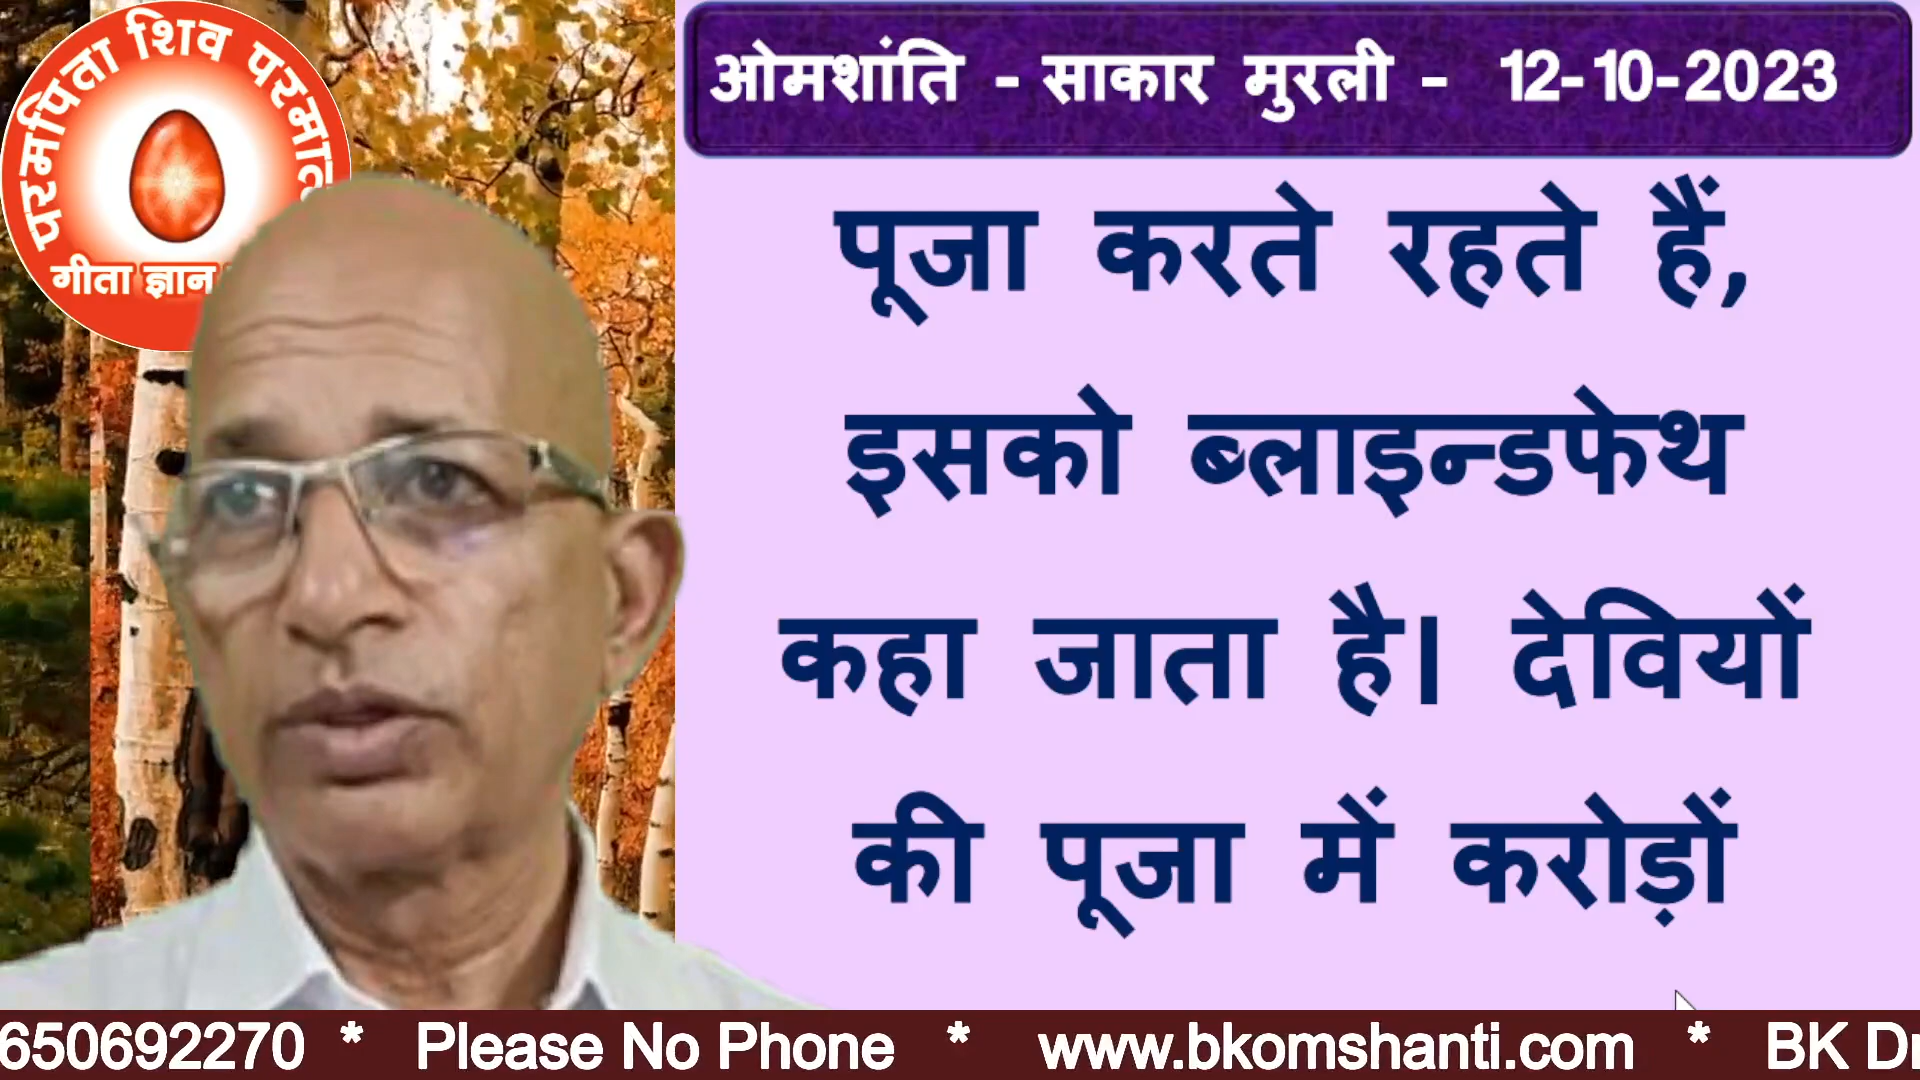 परमपिता शिव
गीता ज्ञान
ओमशांति - साकार मुरली - 12-10-2023
पूजा करते रहते हैं,
इसको ब्लाइन्डफेथ
कहा जाता है। देवियों
की पूजा में करोड़ों
650692270 * Please No Phone * www.bkomshanti.com * BK